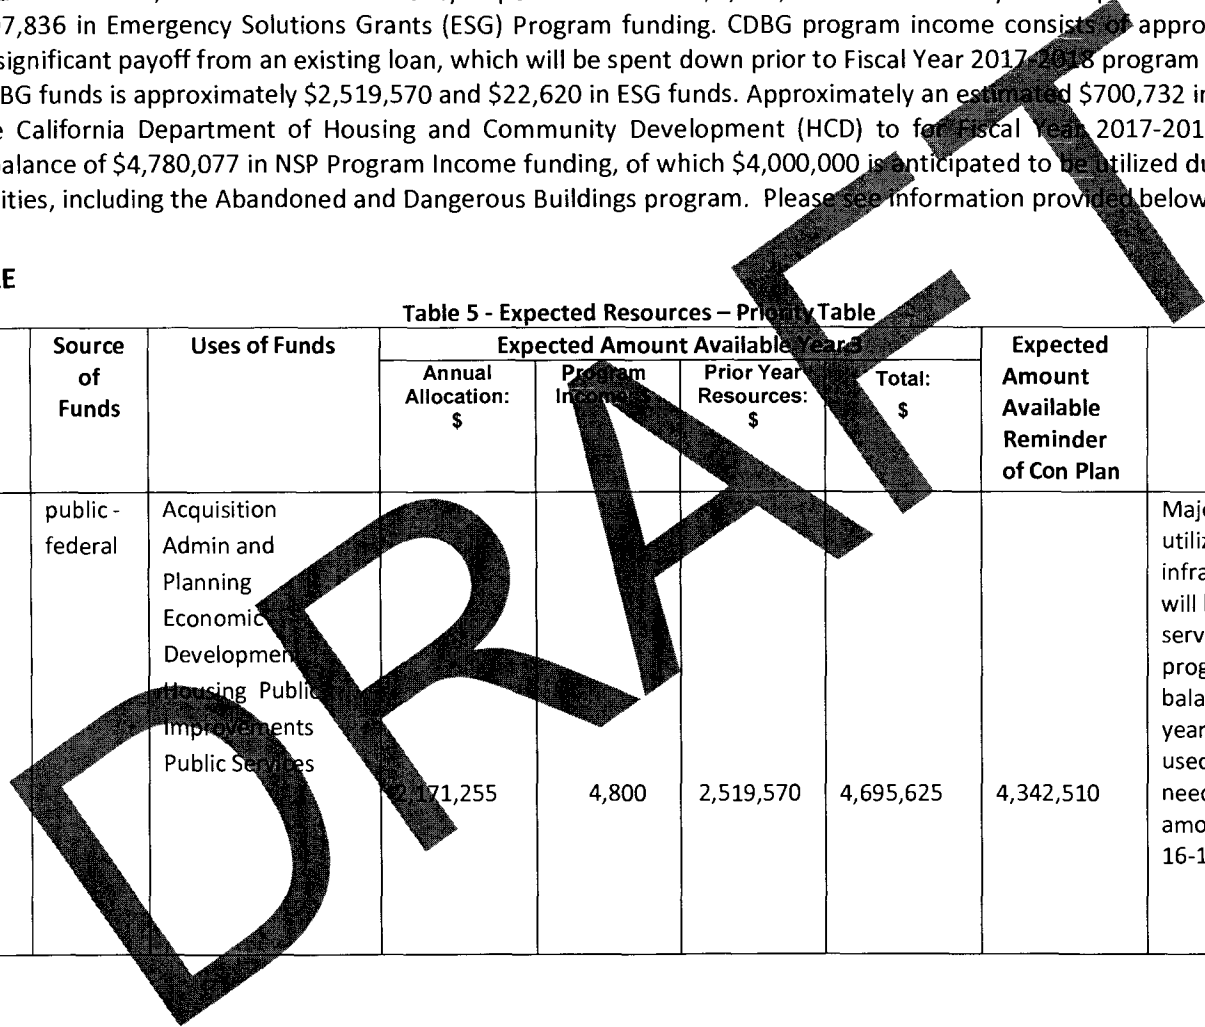 97,836 in Emergency Solutions Grants (ESG) Program funding. CDBG program income consists of appro
significant payoff from an existing loan, which will be spent down prior to Fiscal Year 2017-2018 program
BG funds is approximately $2,519,570 and $22,620 in ESG funds. Approximately an estimated $700,732 in
e California Department of Housing and Community Development (HCD) to for Fiscal Year 2017-201
balance of $4,780,077 in NSP Program Income funding, of which $4,000,000 is anticipated to be utilized du
ities, including the Abandoned and Dangerous Buildings program. Please see information provided below
LE
Table 5 - Expected Resources – Priority Table
Source of Funds
Uses of Funds
Expected Amount Available Year 3
Expected Amount Available Reminder of Con Plan
Annual Allocation: $
Program Income: $
Prior Year Resources: $
Total: $
public - federal
Acquisition
Admin and
Planning
Economic
Development
Housing Public
Improvements
Public Services
2,171,255
4,800
2,519,570
4,695,625
4,342,510
Maj
utiliz
infra
will
serv
prog
bala
year
used
need
amo
16-1
DRAFT